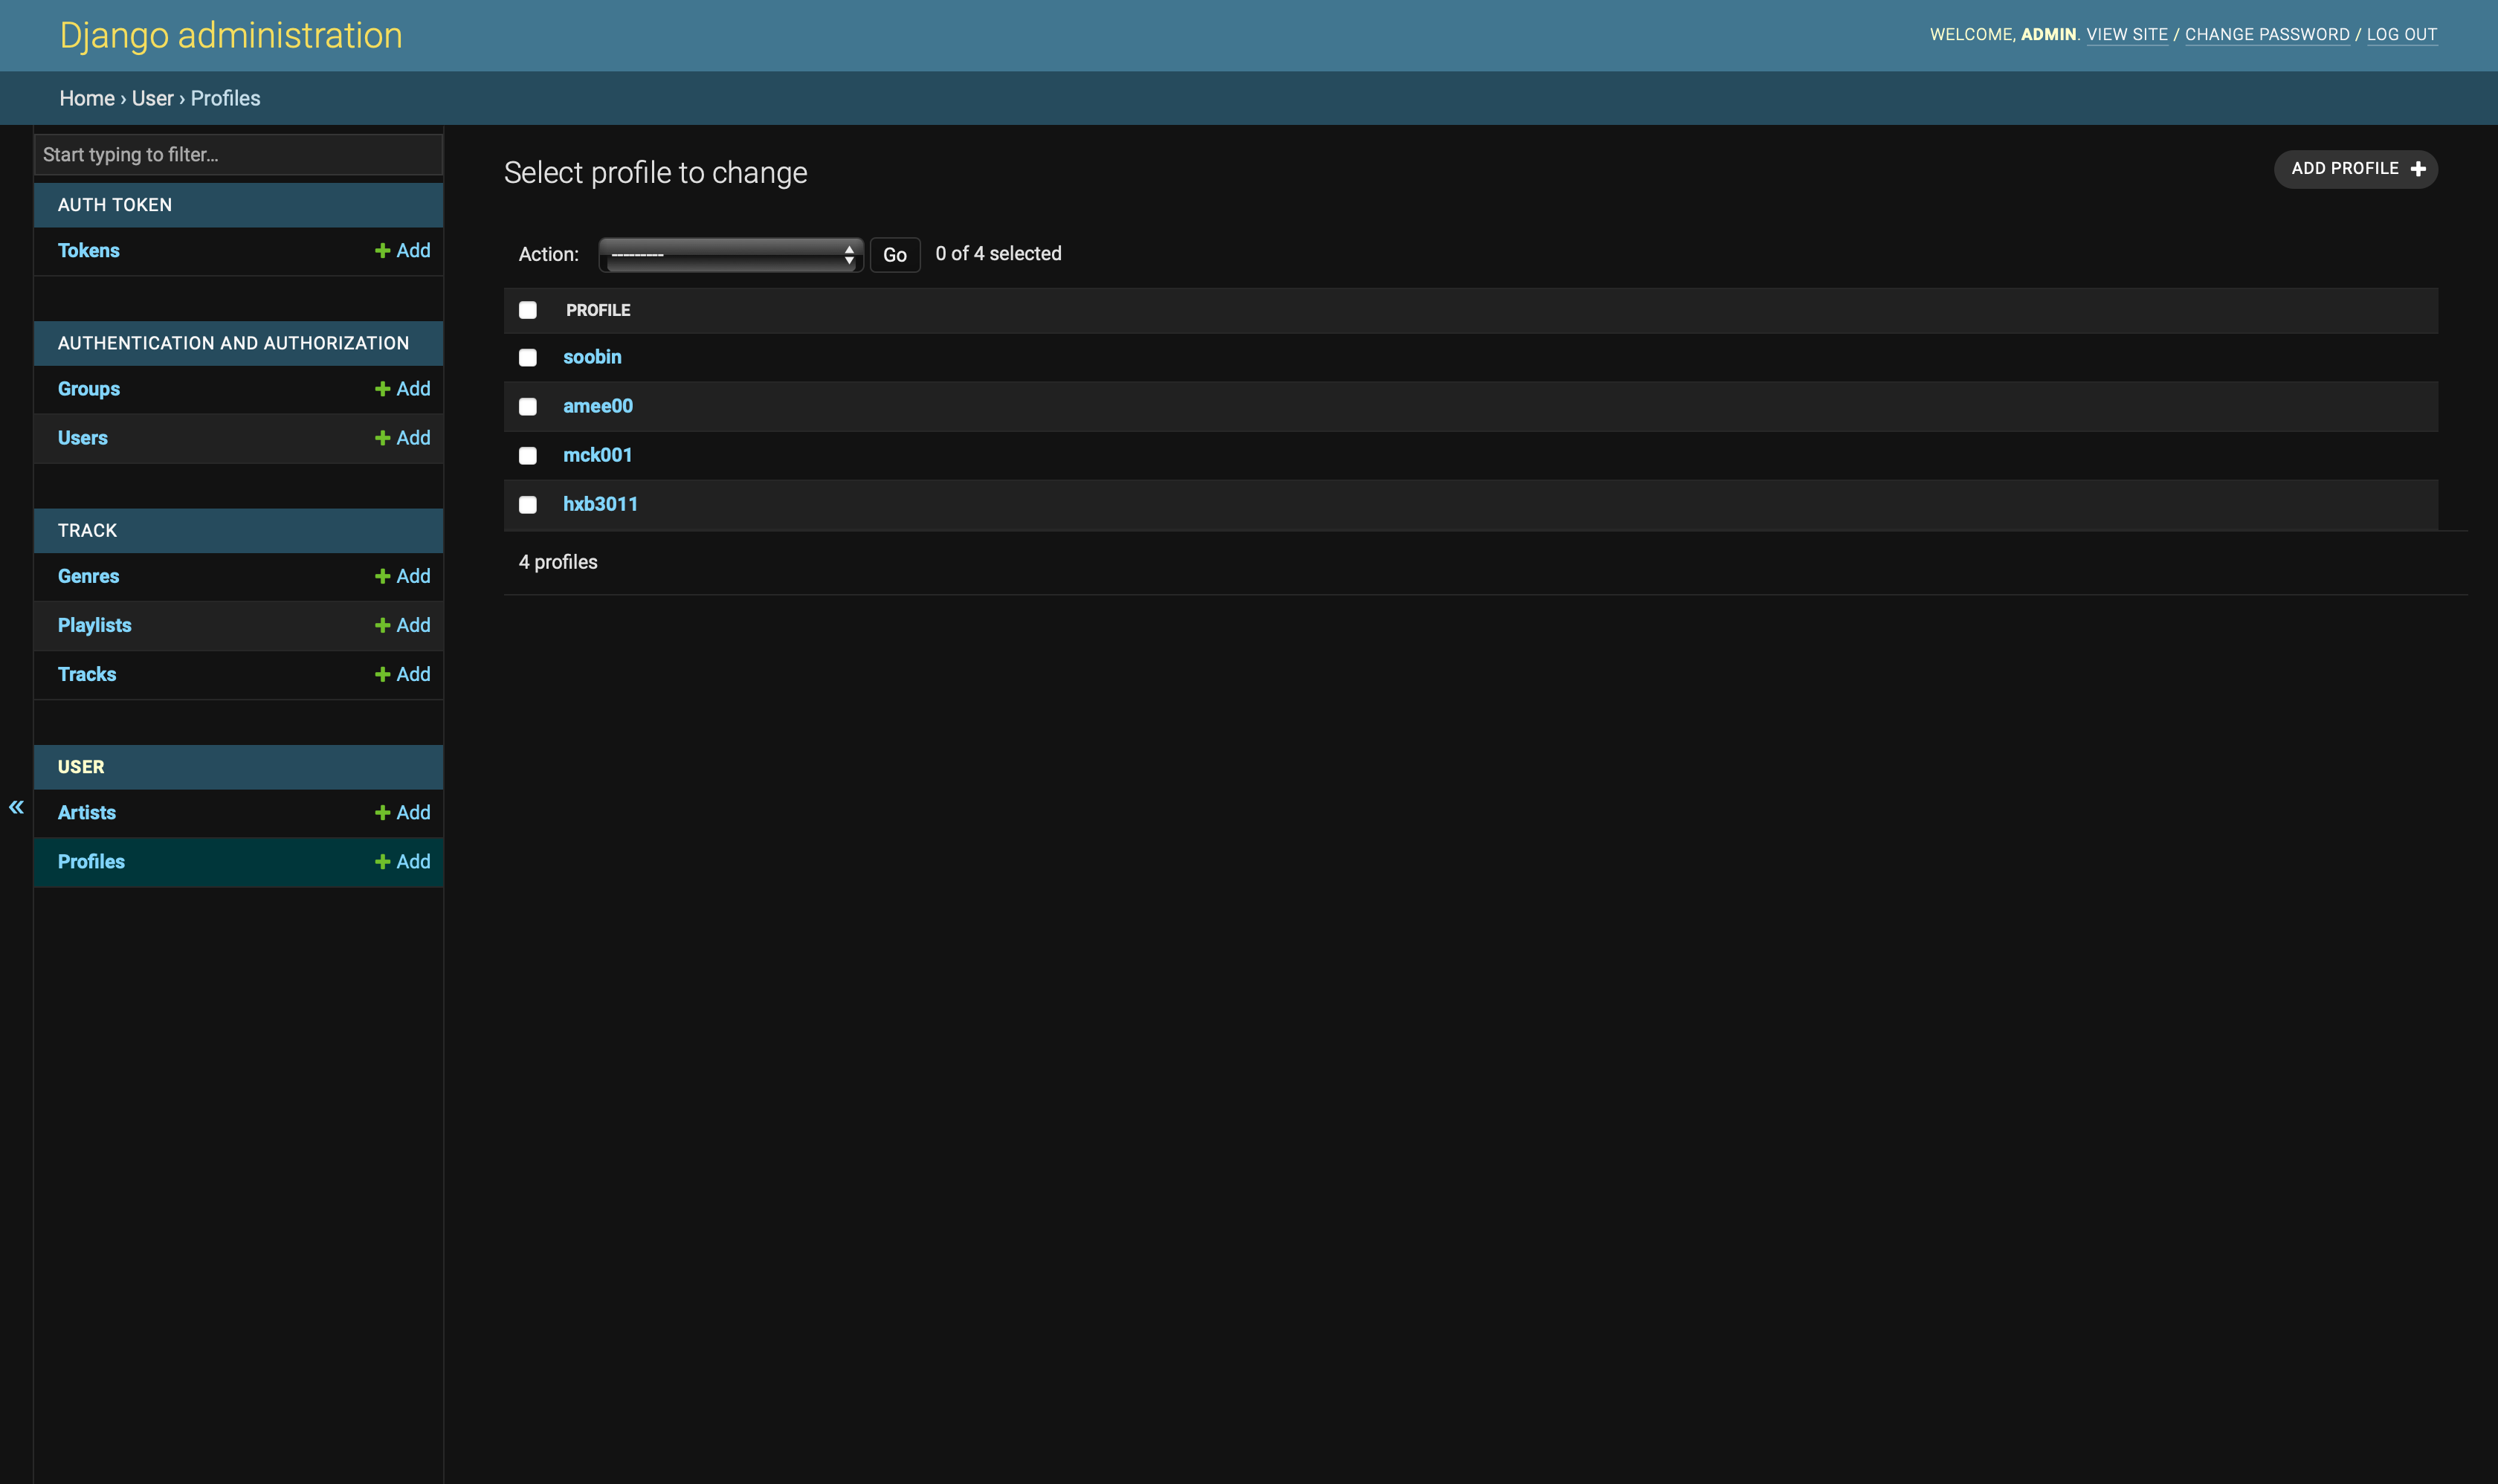 Django administration
WELCOME, ADMIN. VIEW SITE / CHANGE PASSWORD / LOG OUT
Home › User › Profiles
Start typing to filter...
AUTH TOKEN
Tokens Add
AUTHENTICATION AND AUTHORIZATION
Groups Add
Users Add
TRACK
Genres Add
Playlists Add
Tracks Add
USER
Artists Add
Profiles Add
«
Select profile to change
ADD PROFILE
Action: --------- Go 0 of 4 selected
PROFILE
soobin
amee00
mck001
hxb3011
4 profiles